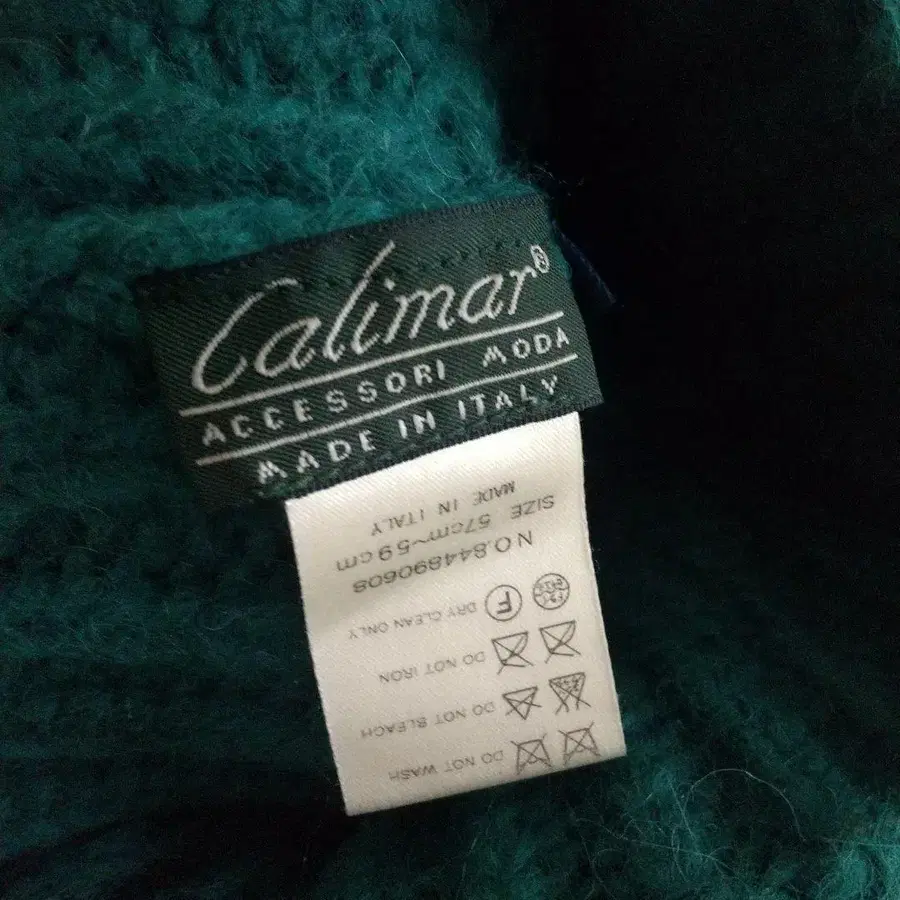 Calimar®
ACCESSORI MODA
MADE IN ITALY
DO NOT WASH
DO NOT BLEACH
DO NOT IRON
F DRY CLEAN ONLY
NO.844890608
SIZE 57cm~59cm
MADE IN ITALY